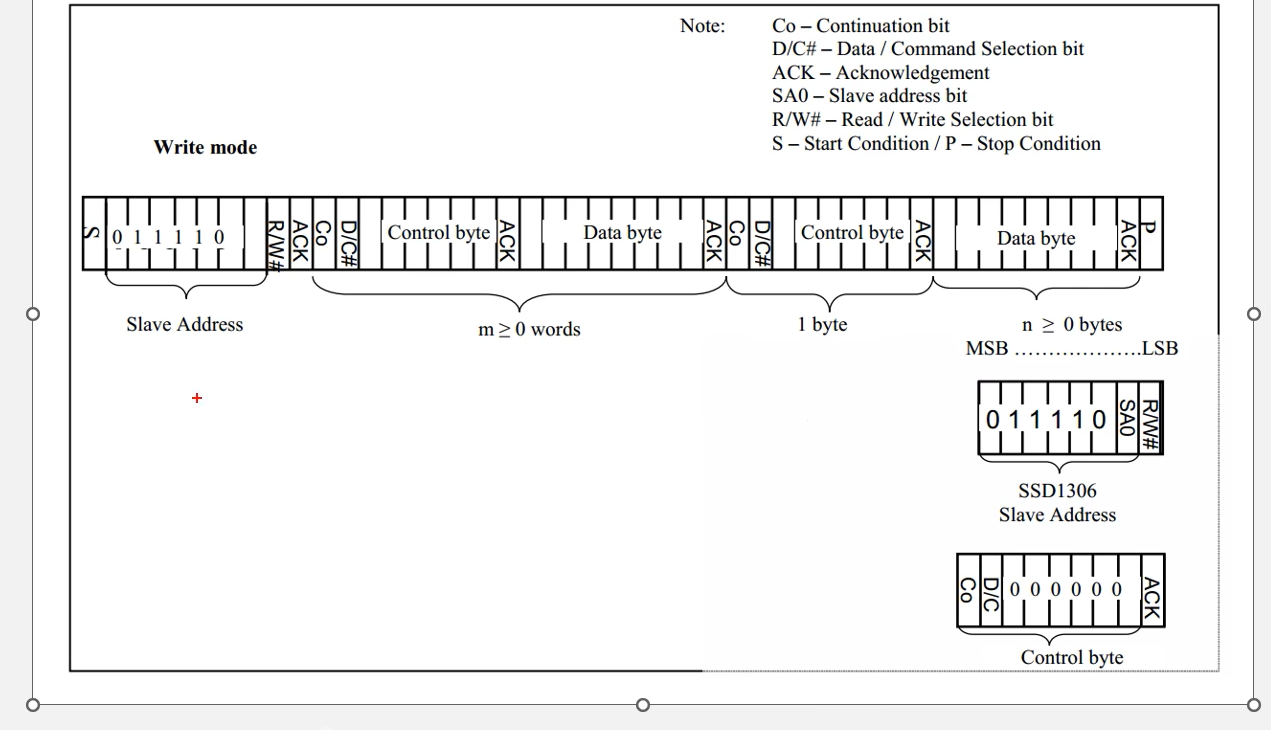 Note: Co – Continuation bit
D/C# – Data / Command Selection bit
ACK – Acknowledgement
SA0 – Slave address bit
R/W# – Read / Write Selection bit
S – Start Condition / P – Stop Condition
Write mode
S 0 1 1 1 1 0 R/W# ACK Co D/C# Control byte ACK Data byte ACK Co D/C# Control byte ACK Data byte ACK P
Slave Address m ≥ 0 words 1 byte n ≥ 0 bytes
MSB ....................LSB
0 1 1 1 1 0 SA0 R/W#
SSD1306
Slave Address
Co D/C 0 0 0 0 0 0 ACK
Control byte